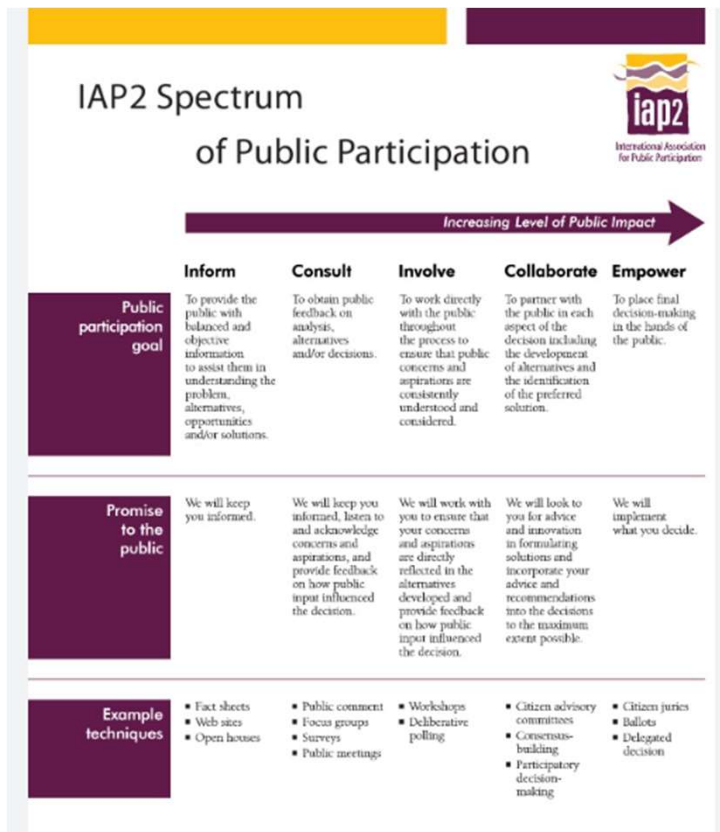 IAP2 Spectrum
of Public Participation
iap2
International Association
for Public Participation
Increasing Level of Public Impact
Inform
Consult
Involve
Collaborate
Empower
Public
participation
goal
To provide the
public with
balanced and
objective
information
to assist them in
understanding the
problem,
alternatives,
opportunities
and/or solutions.
To obtain public
feedback on
analysis,
alternatives
and/or decisions.
To work directly
with the public
throughout
the process to
ensure that public
concerns and
aspirations are
consistently
understood and
considered.
To partner with
the public in each
aspect of the
decision including
the development
of alternatives and
the identification
of the preferred
solution.
To place final
decision-making
in the hands of
the public.
Promise
to the
public
We will keep
you informed.
We will keep you
informed, listen to
and acknowledge
concerns and
aspirations, and
provide feedback
on how public
input influenced
the decision.
We will work with
you to ensure that
your concerns
and aspirations
are directly
reflected in the
alternatives
developed and
provide feedback
on how public
input influenced
the decision.
We will look to
you for advice
and innovation
in formulating
solutions and
incorporate your
advice and
recommendations
into the decisions
to the maximum
extent possible.
We will
implement
what you decide.
Example
techniques
▪ Fact sheets
▪ Web sites
▪ Open houses
▪ Public comment
▪ Focus groups
▪ Surveys
▪ Public meetings
▪ Workshops
▪ Deliberative
polling
▪ Citizen advisory
committees
▪ Consensus-
building
▪ Participatory
decision-
making
▪ Citizen juries
▪ Ballots
▪ Delegated
decision